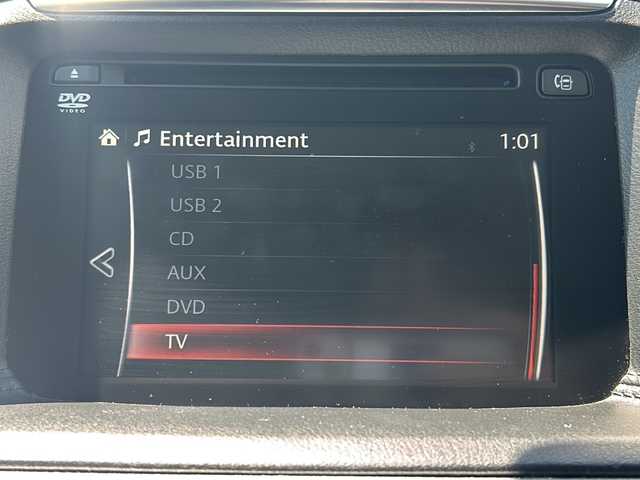 DVD
VIDEO
Entertainment 1:01
USB 1
USB 2
CD
AUX
DVD
TV